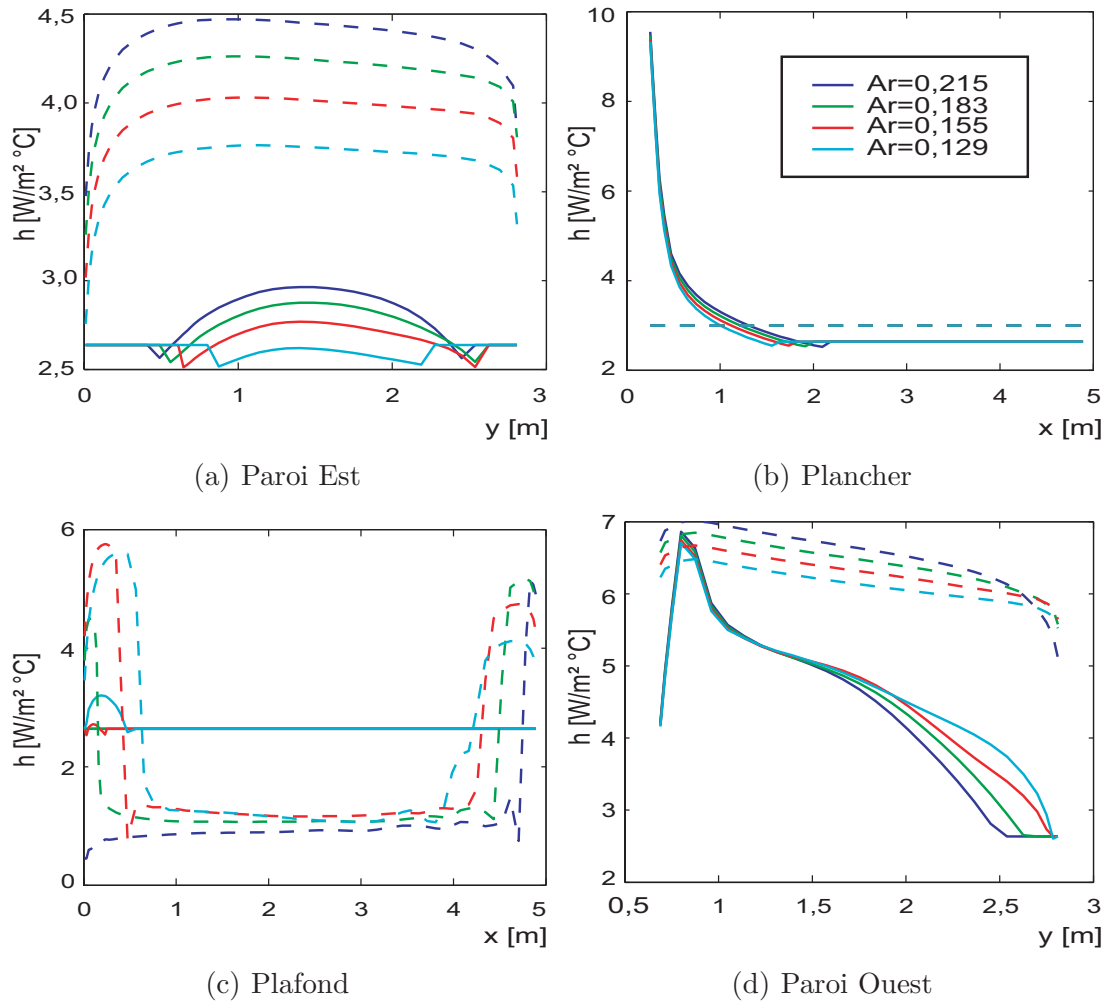 4,5
4,0
3,5
3,0
2,5
h [W/m² °C]
0
1
2
3
y [m]
(a) Paroi Est
10
8
6
4
2
0
h [W/m² °C]
Ar=0,215
Ar=0,183
Ar=0,155
Ar=0,129
0
1
2
3
4
5
x [m]
(b) Plancher
6
4
2
0
h [W/m² °C]
0
1
2
3
4
5
x [m]
(c) Plafond
7
6
5
4
3
2
h [W/m² °C]
0,5
1
1,5
2
2,5
3
y [m]
(d) Paroi Ouest